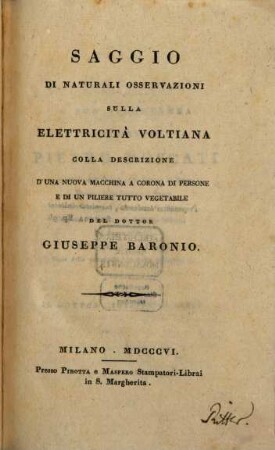 SAGGIO
DI NATURALI OSSERVAZIONI
SULLA
ELETTRICITÀ VOLTIANA
COLLA DESCRIZIONE
D'UNA NUOVA MACCHINA A CORONA DI PERSONE
E DI UN PILIERE TUTTO VEGETABILE
DEL DOTTOR
GIUSEPPE BARONIO.
MILANO . MDCCCVI.
Presso PIROTTA e MASPERO Stampatori-Librai
in S. Margherita.
Ritter.